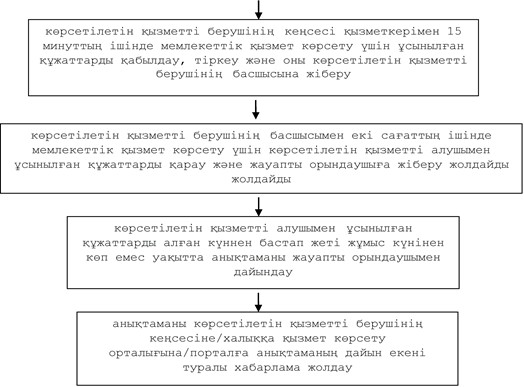 көрсетілетін қызметті берушінің кеңсесі қызметкерімен 15
минуттың ішінде мемлекеттік қызмет көрсету үшін ұсынылған
құжаттарды қабылдау, тіркеу және оны көрсетілетін қызметті
берушінің басшысына жіберу
көрсетілетін қызметті берушінің басшысымен екі сағаттың ішінде
мемлекеттік қызмет көрсету үшін көрсетілетін қызметті алушымен
ұсынылған құжаттарды қарау және жауапты орындаушыға жіберу жолдайды
жолдайды
көрсетілетін қызметті алушымен ұсынылған
құжаттарды алған күннен бастап жеті жұмыс күнінен
көп емес уақытта анықтаманы жауапты орындаушымен
дайындау
анықтаманы көрсетілетін қызметті берушінің
кеңсесіне/халыққа қызмет көрсету
орталығына/порталға анықтаманың дайын екені
туралы хабарлама жолдау